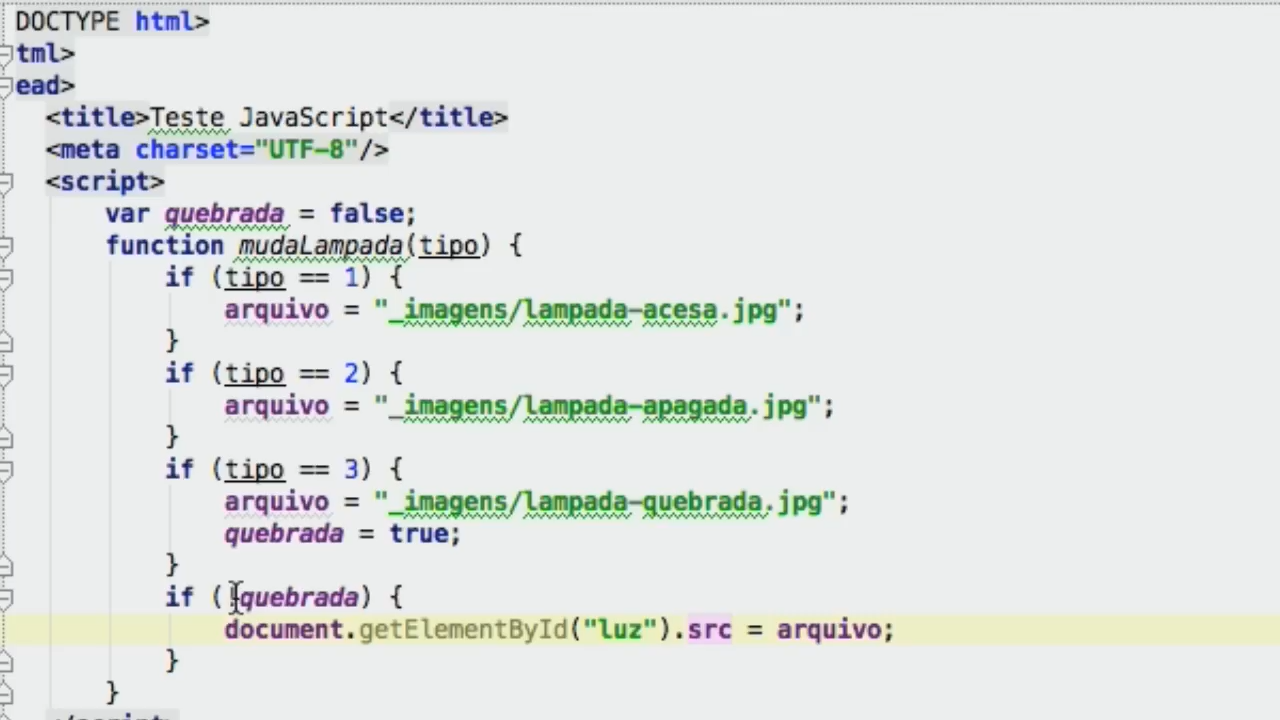 DOCTYPE html>
tml>
ead>
<title>Teste JavaScript</title>
<meta charset="UTF-8"/>
<script>
var quebrada = false;
function mudaLampada(tipo) {
if (tipo == 1) {
arquivo = "_imagens/lampada-acesa.jpg";
}
if (tipo == 2) {
arquivo = "_imagens/lampada-apagada.jpg";
}
if (tipo == 3) {
arquivo = "_imagens/lampada-quebrada.jpg";
quebrada = true;
}
if (!quebrada) {
document.getElementById("luz").src = arquivo;
}
}
</script>